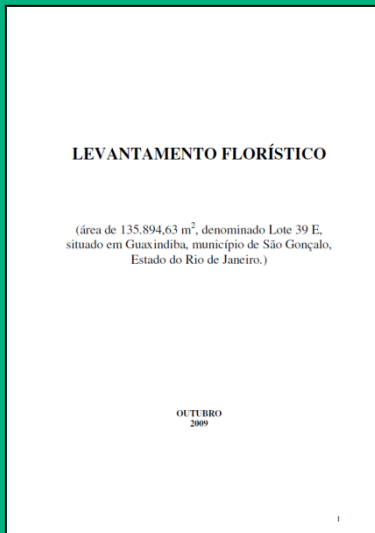 LEVANTAMENTO FLORÍSTICO
(área de 135.894,63 m², denominado Lote 39 E,
situado em Guaxindiba, município de São Gonçalo,
Estado do Rio de Janeiro.)
OUTUBRO
2009
1